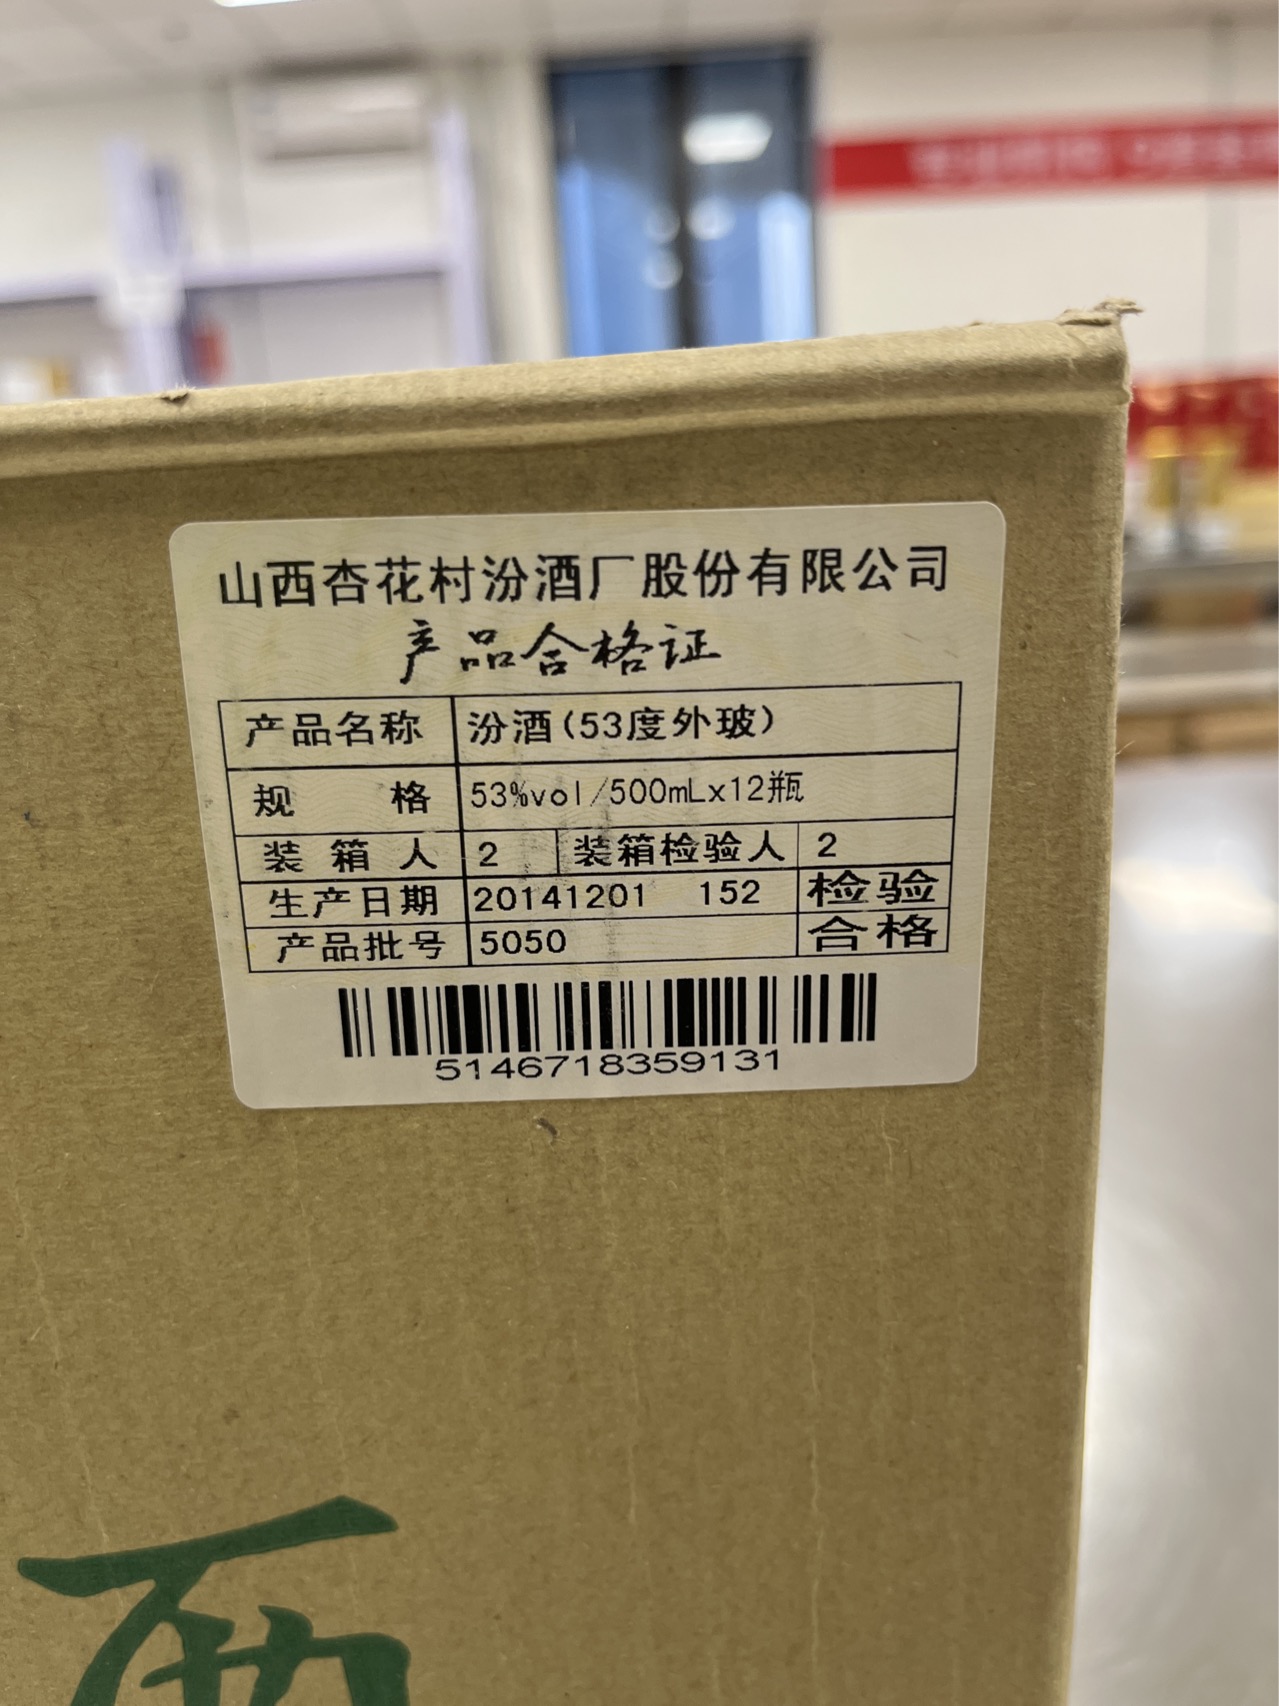 山西杏花村汾酒厂股份有限公司
产品合格证
产品名称 汾酒(53度外玻)
规 格 53%vol/500mLx12瓶
装 箱 人 2 装箱检验人 2
生产日期 20141201 152 检验
产品批号 5050 合格
5146718359131
西